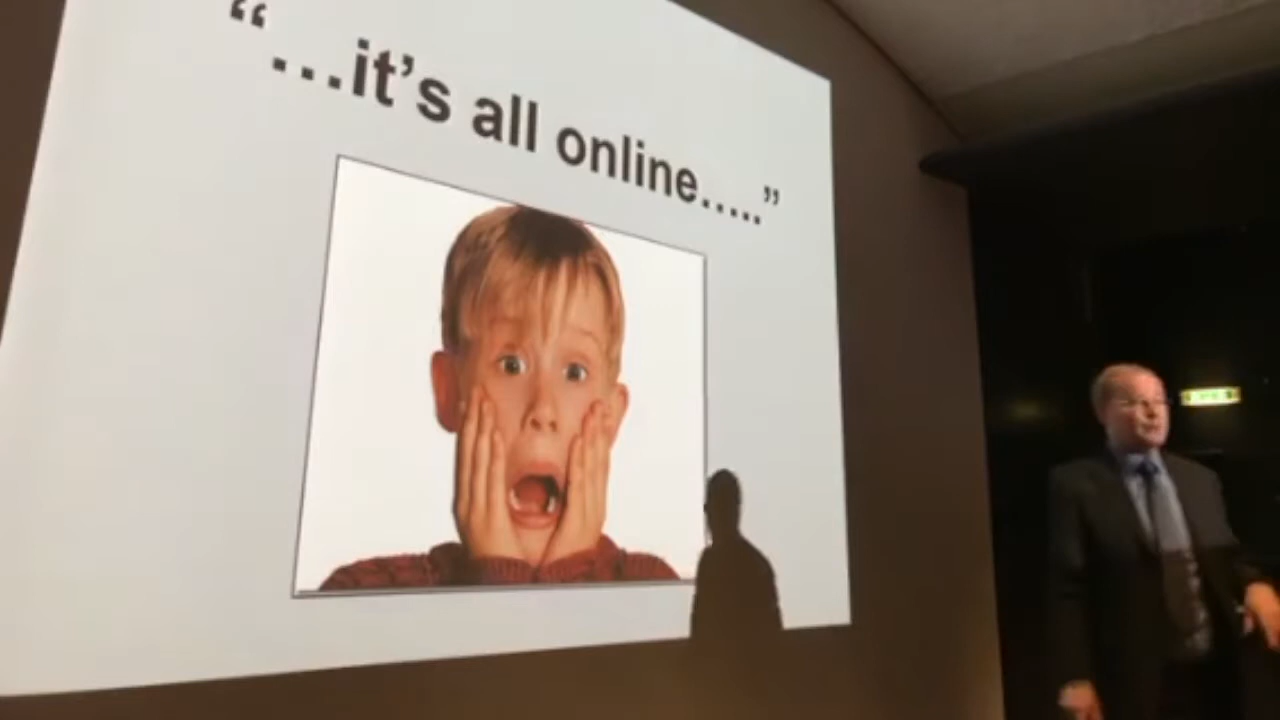 “...it’s all online.....”